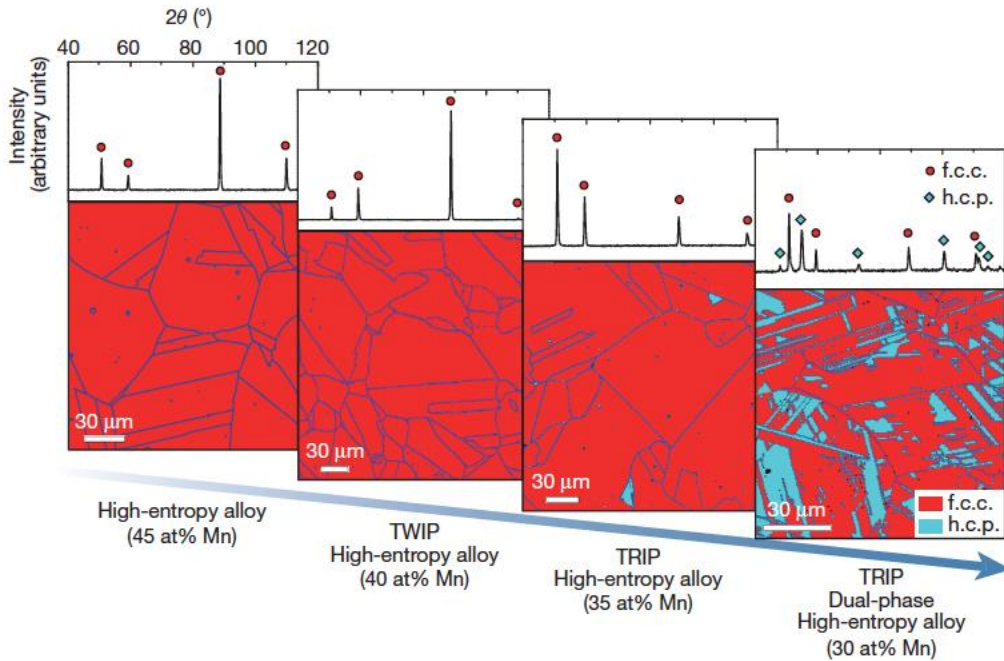 2θ (°)
40 60 80 100 120
Intensity
(arbitrary units)
f.c.c.
h.c.p.
30 μm
30 μm
30 μm
30 μm
f.c.c.
h.c.p.
High-entropy alloy
(45 at% Mn)
TWIP
High-entropy alloy
(40 at% Mn)
TRIP
High-entropy alloy
(35 at% Mn)
TRIP
Dual-phase
High-entropy alloy
(30 at% Mn)